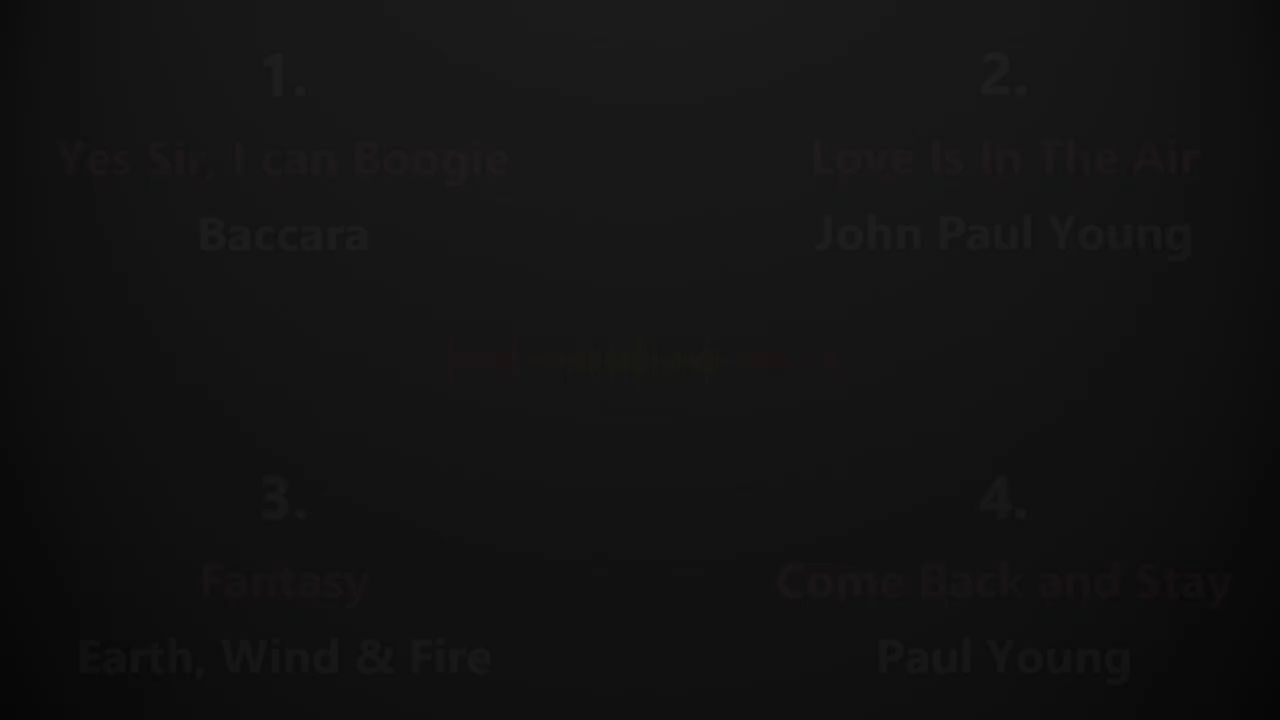 1.
Yes Sir, I can Boogie
Baccara
2.
Love Is In The Air
John Paul Young
3.
Fantasy
Earth, Wind & Fire
4.
Come Back and Stay
Paul Young